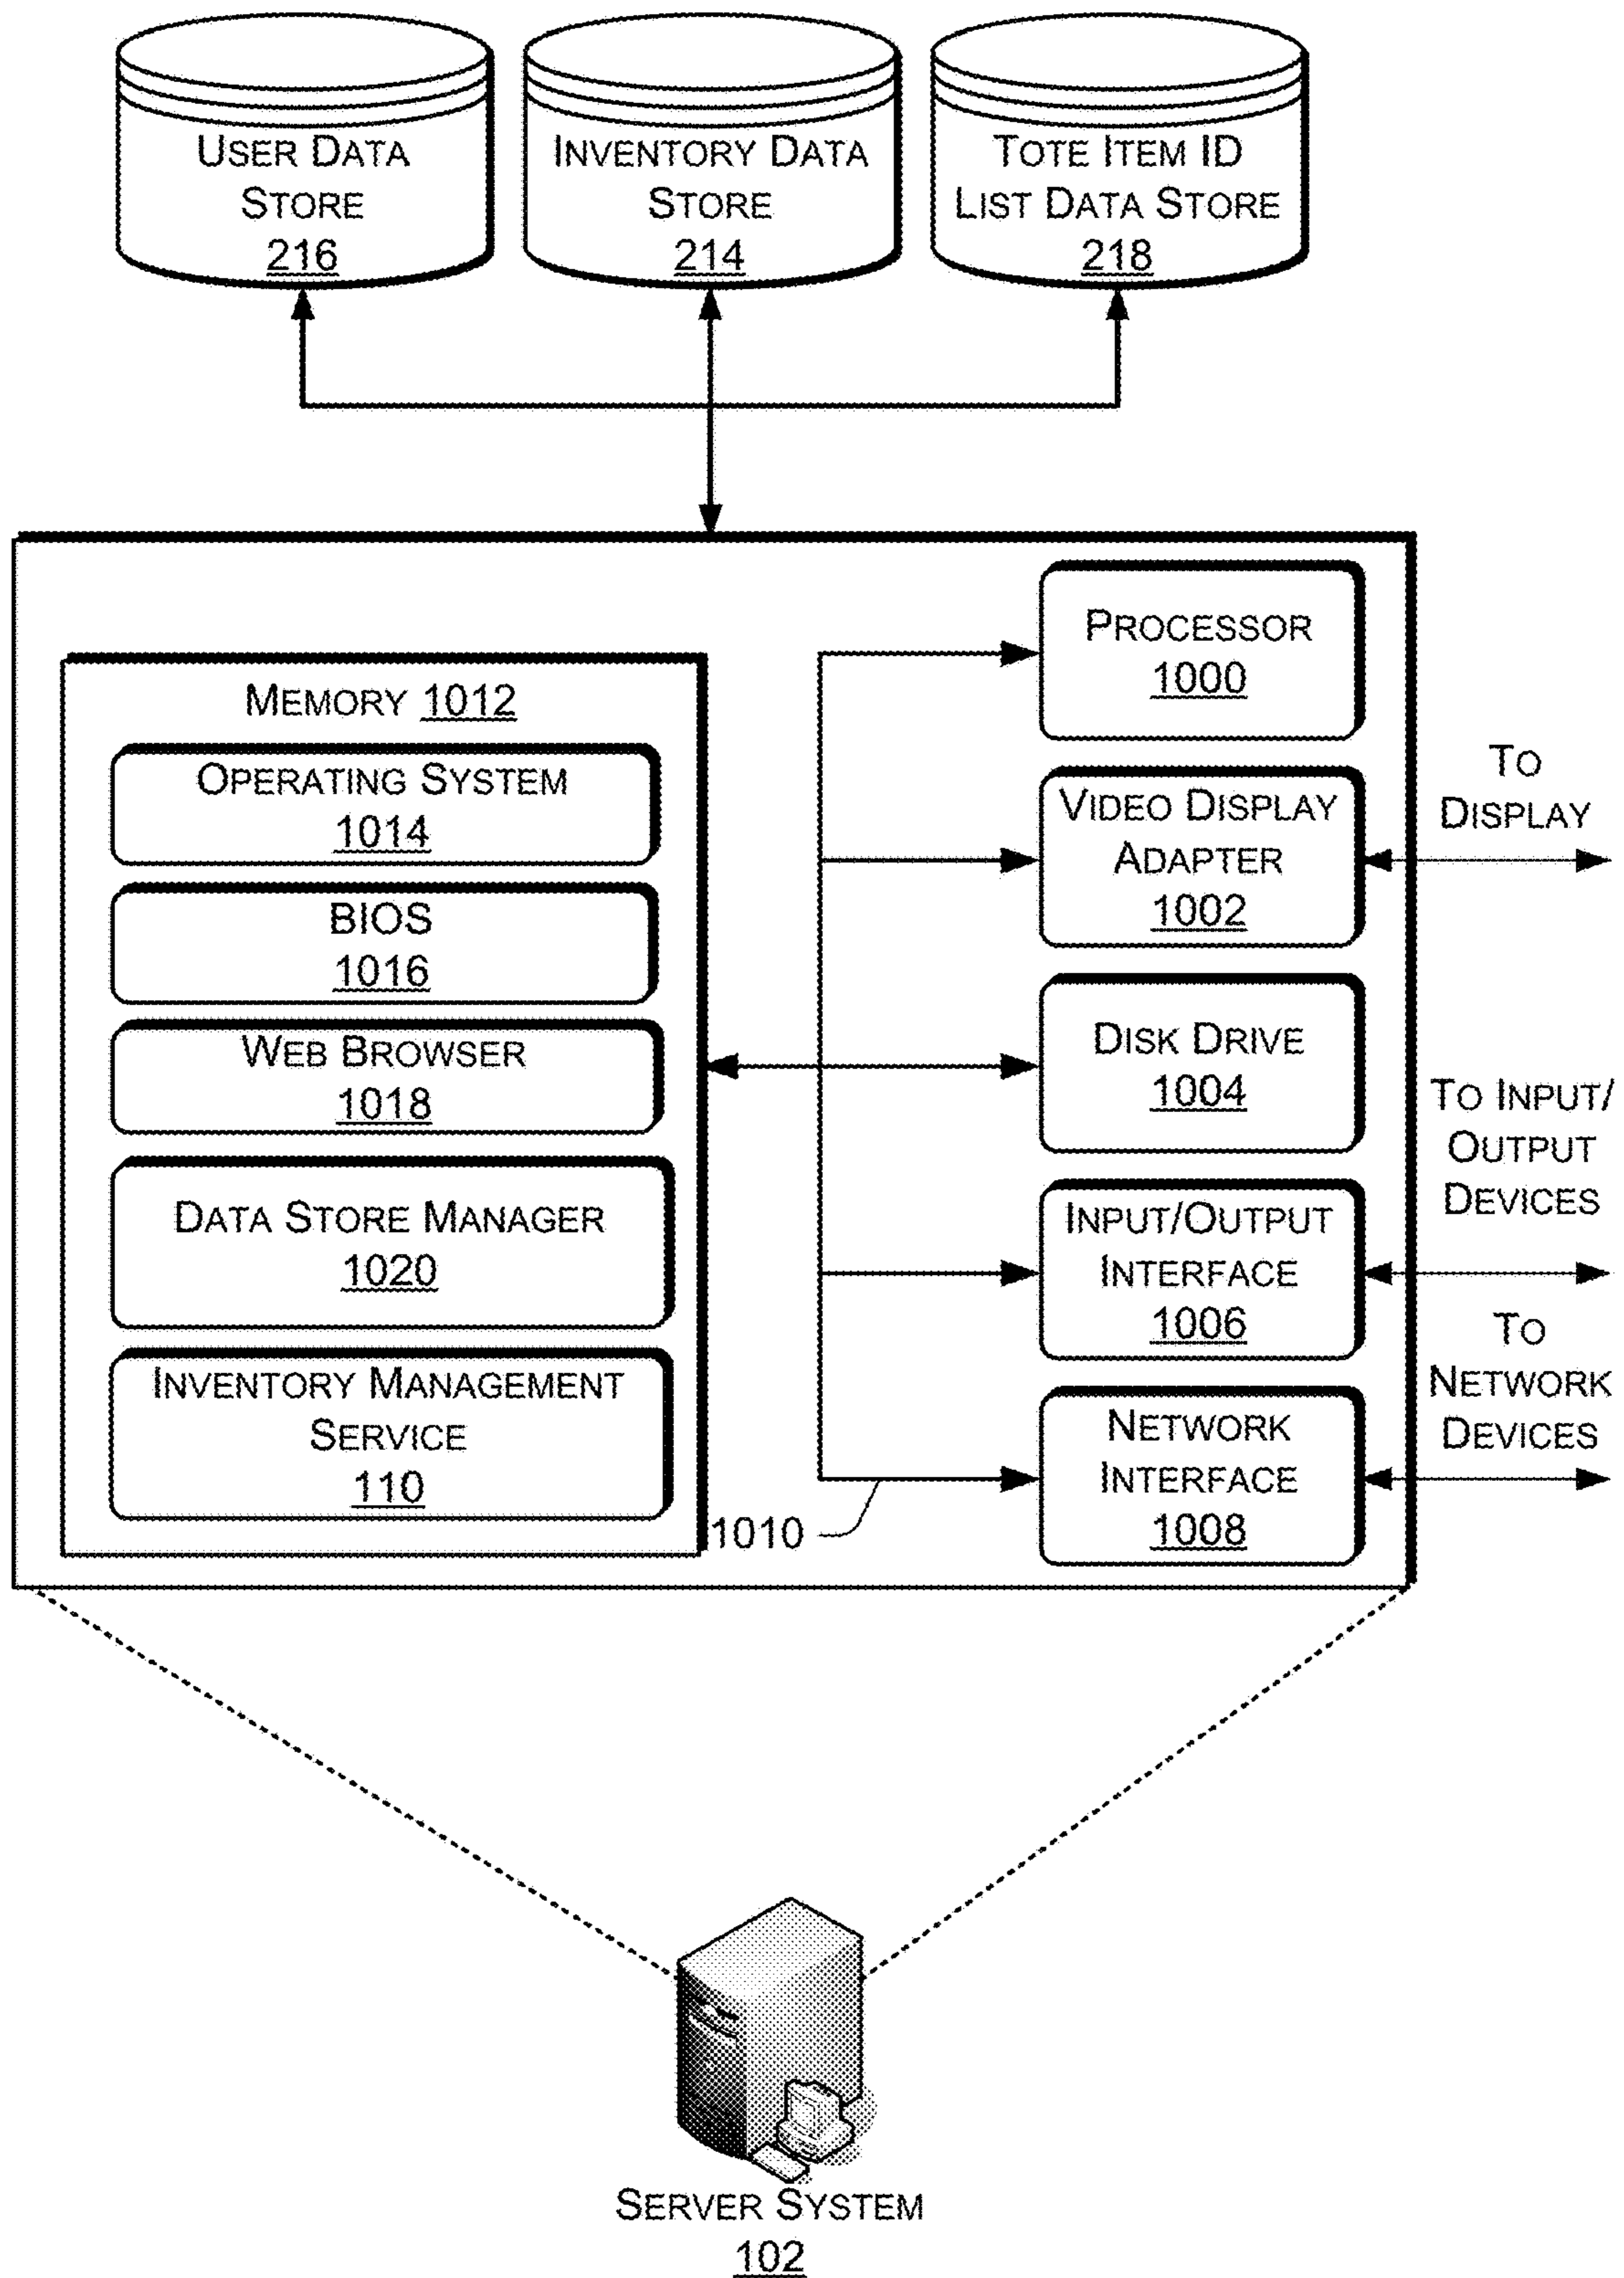 USER DATA
STORE
216
INVENTORY DATA
STORE
214
TOTE ITEM ID
LIST DATA STORE
218
MEMORY 1012
OPERATING SYSTEM
1014
BIOS
1016
WEB BROWSER
1018
DATA STORE MANAGER
1020
INVENTORY MANAGEMENT
SERVICE
110
PROCESSOR
1000
VIDEO DISPLAY
ADAPTER
1002
DISK DRIVE
1004
INPUT/OUTPUT
INTERFACE
1006
NETWORK
INTERFACE
1008
1010
TO
DISPLAY
TO INPUT/
OUTPUT
DEVICES
TO
NETWORK
DEVICES
SERVER SYSTEM
102